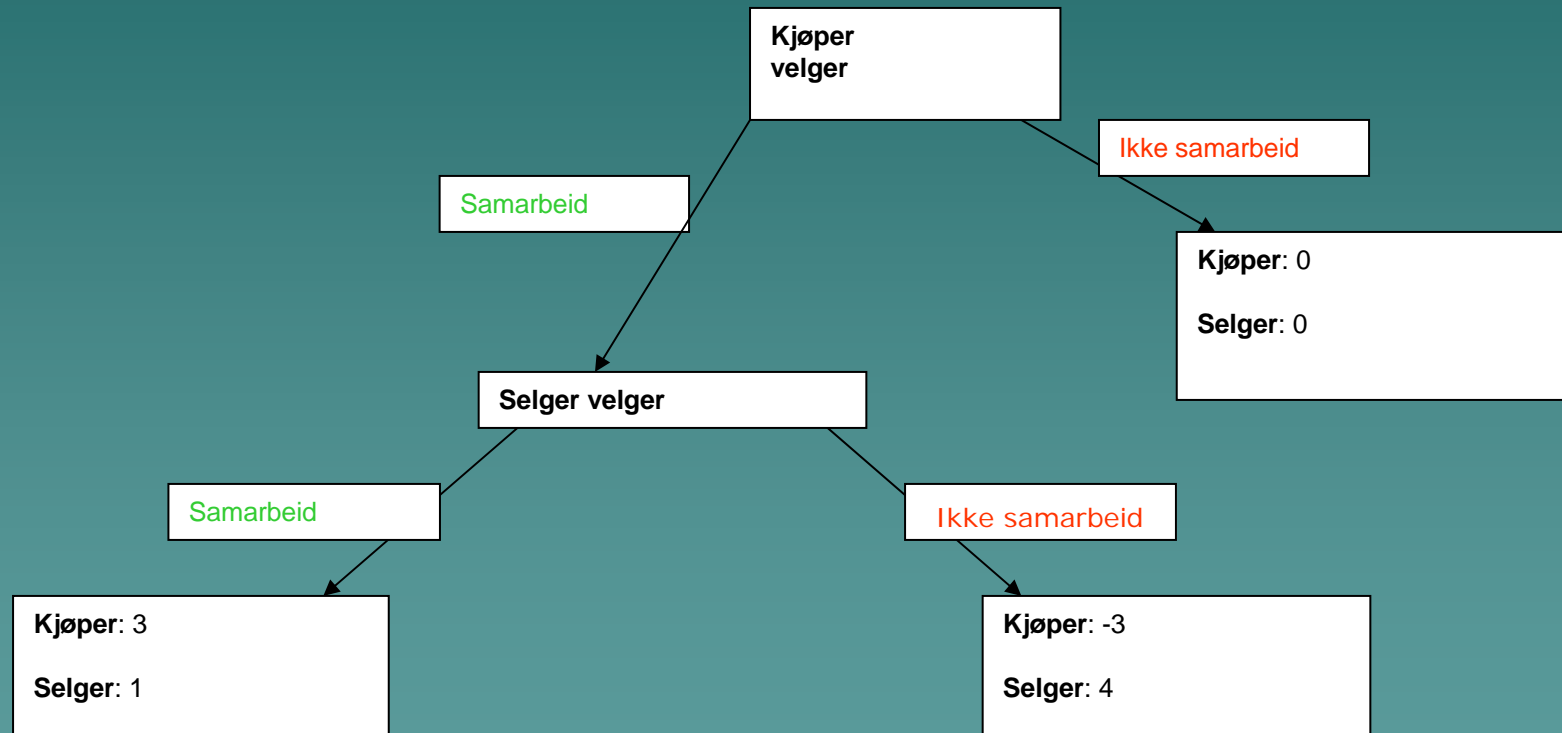 Kjøper
velger
Ikke samarbeid
Samarbeid
Kjøper: 0
Selger: 0
Selger velger
Samarbeid
Ikke samarbeid
Kjøper: 3
Selger: 1
Kjøper: -3
Selger: 4